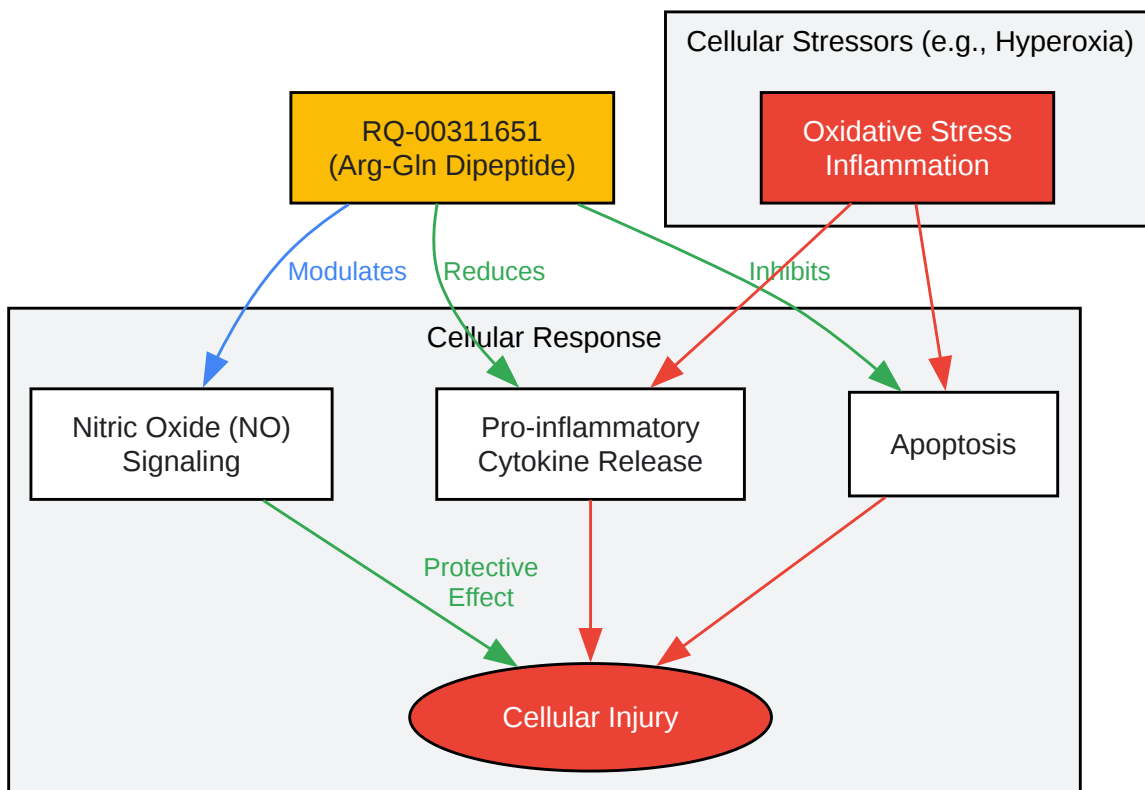 Cellular Stressors (e.g., Hyperoxia)
RQ-00311651
(Arg-Gln Dipeptide)
Oxidative Stress
Inflammation
Modulates
Reduces
Inhibits
Cellular Response
Nitric Oxide (NO)
Signaling
Pro-inflammatory
Cytokine Release
Apoptosis
Protective
Effect
Cellular Injury